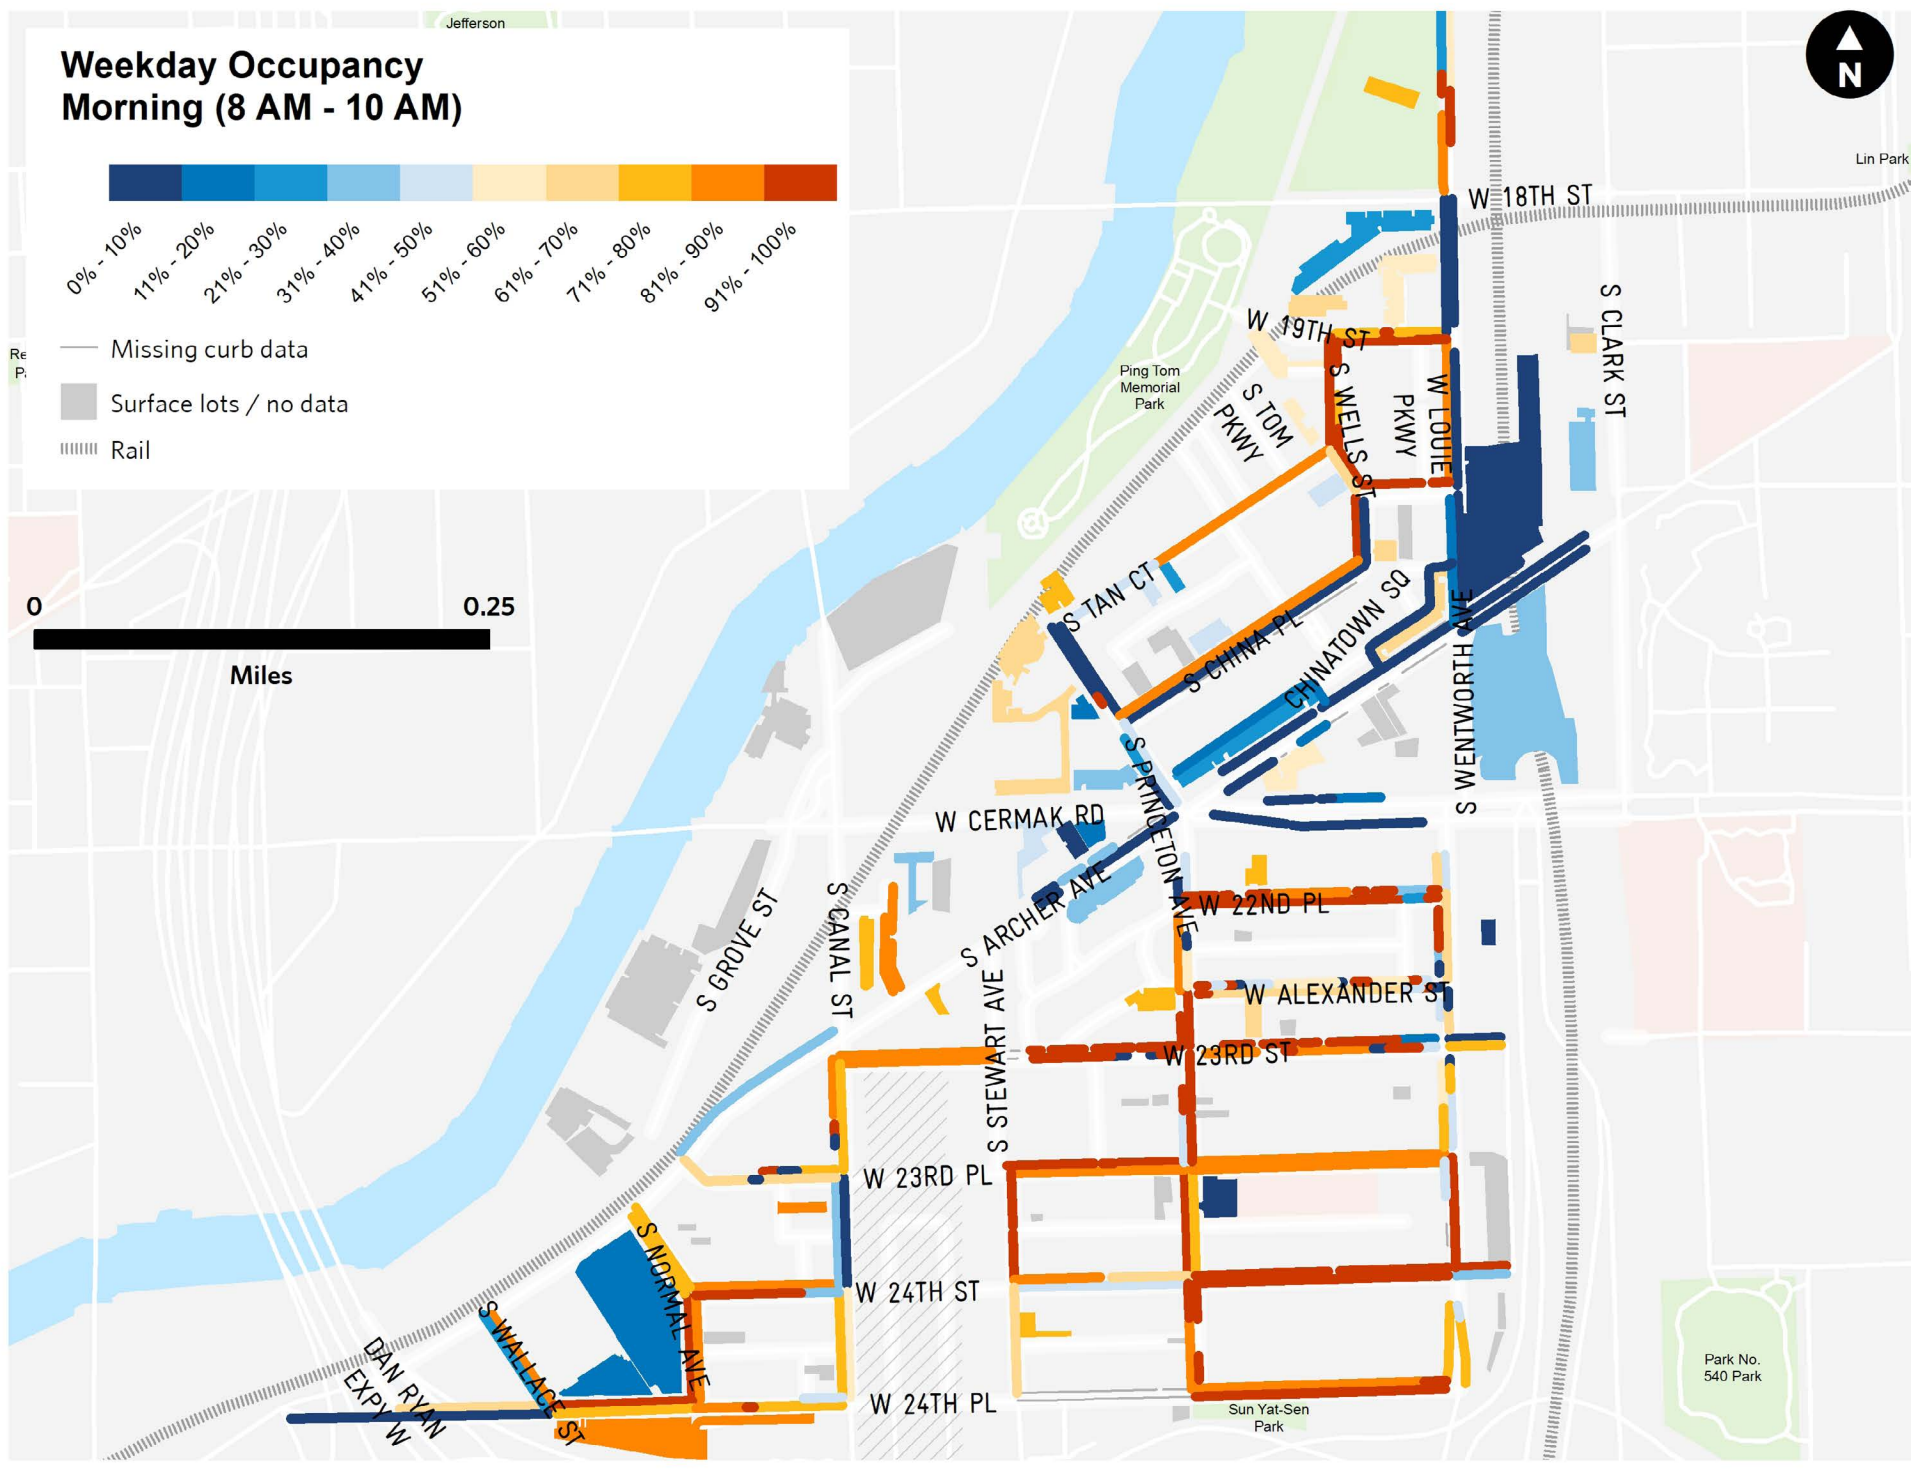 Jefferson
Weekday Occupancy
Morning (8 AM - 10 AM)
0% - 10%
11% - 20%
21% - 30%
31% - 40%
41% - 50%
51% - 60%
61% - 70%
71% - 80%
81% - 90%
91% - 100%
Missing curb data
Surface lots / no data
Rail
0
0.25
Miles
N
Lin Park
Re
P
W 18TH ST
S CLARK ST
W 19TH ST
Ping Tom
Memorial
Park
S TOM
PKWY
S WELLS ST
W LOUIE
PKWY
S TAN CT
S CHINA PL
CHINATOWN SQ
S WENTWORTH AVE
S PRINCETON AVE
W CERMAK RD
S ARCHER AVE
S GROVE ST
S CANAL ST
W 22ND PL
W ALEXANDER ST
S STEWART AVE
W 23RD ST
W 23RD PL
S NORMAL AVE
W 24TH ST
S WALLACE ST
DAN RYAN
EXPY W
W 24TH PL
Sun Yat-Sen
Park
Park No.
540 Park